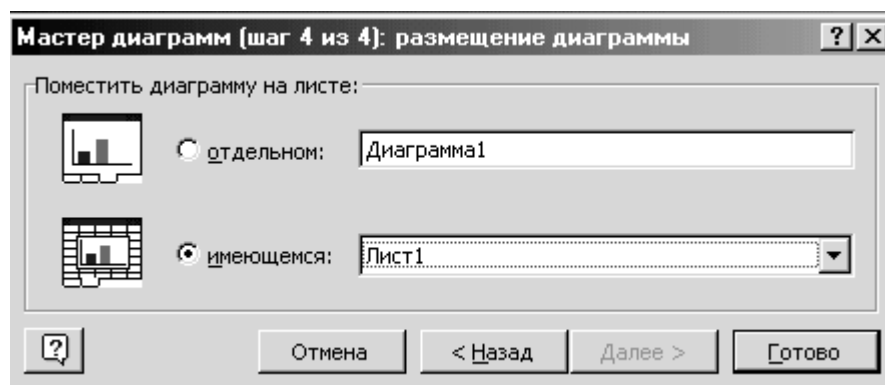 Мастер диаграмм (шаг 4 из 4): размещение диаграммы
Поместить диаграмму на листе:
отдельном: Диаграмма1
имеющемся: Лист1
Отмена < Назад Далее > Готово